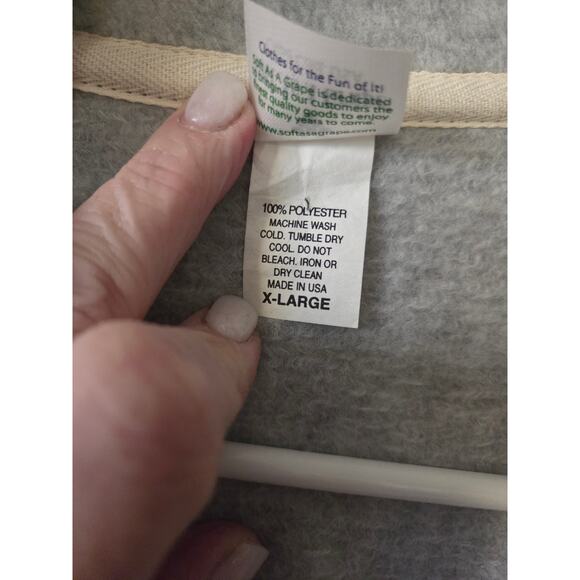 Clothes for the Fun of it!
Soft As A Grape is dedicated
to bringing our customers the
finest quality goods to enjoy
for many years to come.
www.softasagrape.com
100% POLYESTER
MACHINE WASH
COLD. TUMBLE DRY
COOL. DO NOT
BLEACH. IRON OR
DRY CLEAN
MADE IN USA
X-LARGE